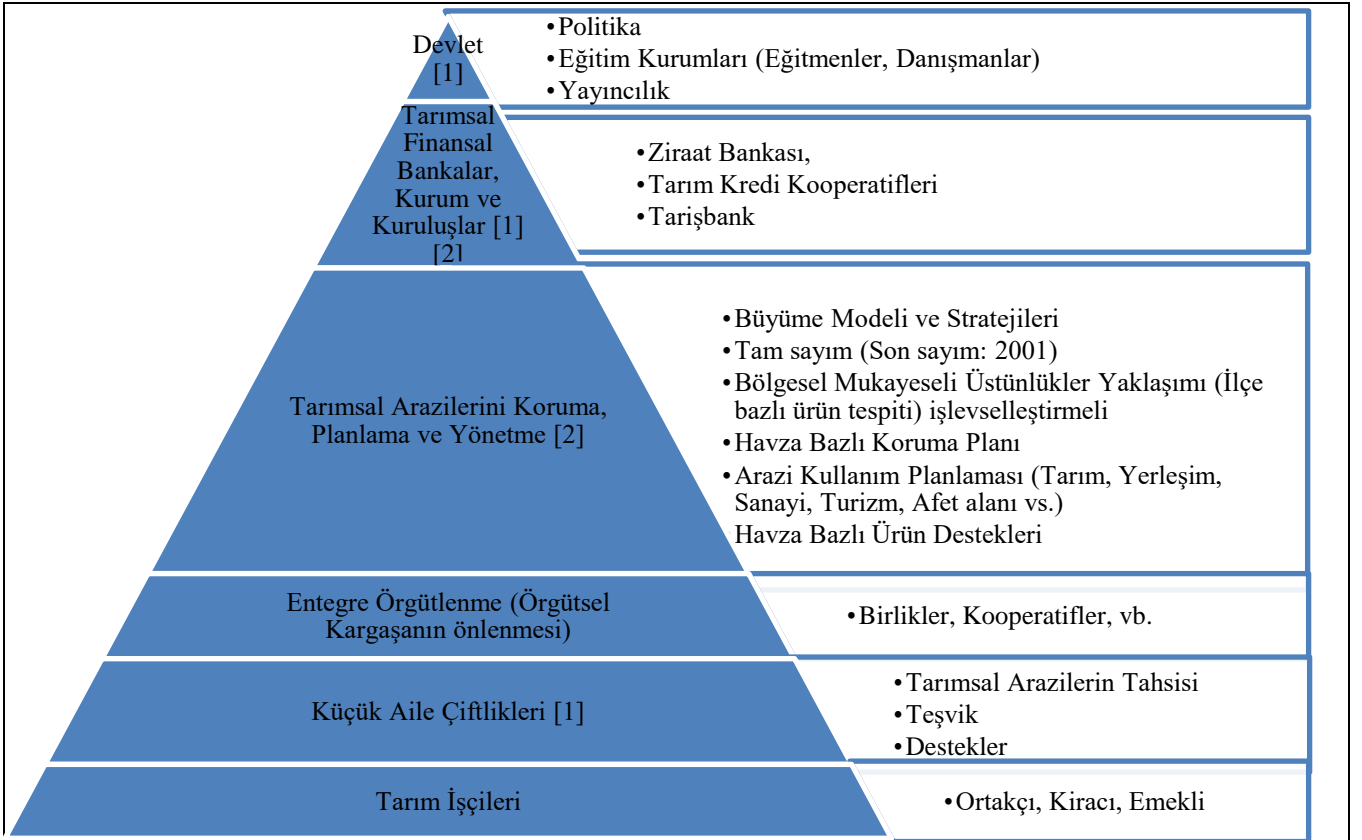 Devlet
[1]
•Politika
•Eğitim Kurumları (Eğitmenler, Danışmanlar)
•Yayıncılık
Tarımsal
Finansal
Bankalar,
Kurum ve
Kuruluşlar [1]
[2]
•Ziraat Bankası,
•Tarım Kredi Kooperatifleri
•Tarişbank
Tarımsal Arazilerini Koruma,
Planlama ve Yönetme [2]
•Büyüme Modeli ve Stratejileri
•Tam sayım (Son sayım: 2001)
•Bölgesel Mukayeseli Üstünlükler Yaklaşımı (İlçe
bazlı ürün tespiti) işlevselleştirmeli
•Havza Bazlı Koruma Planı
•Arazi Kullanım Planlaması (Tarım, Yerleşim,
Sanayi, Turizm, Afet alanı vs.)
Havza Bazlı Ürün Destekleri
Entegre Örgütlenme (Örgütsel
Kargaşanın önlenmesi)
•Birlikler, Kooperatifler, vb.
Küçük Aile Çiftlikleri [1]
•Tarımsal Arazilerin Tahsisi
•Teşvik
•Destekler
Tarım İşçileri
•Ortakçı, Kiracı, Emekli